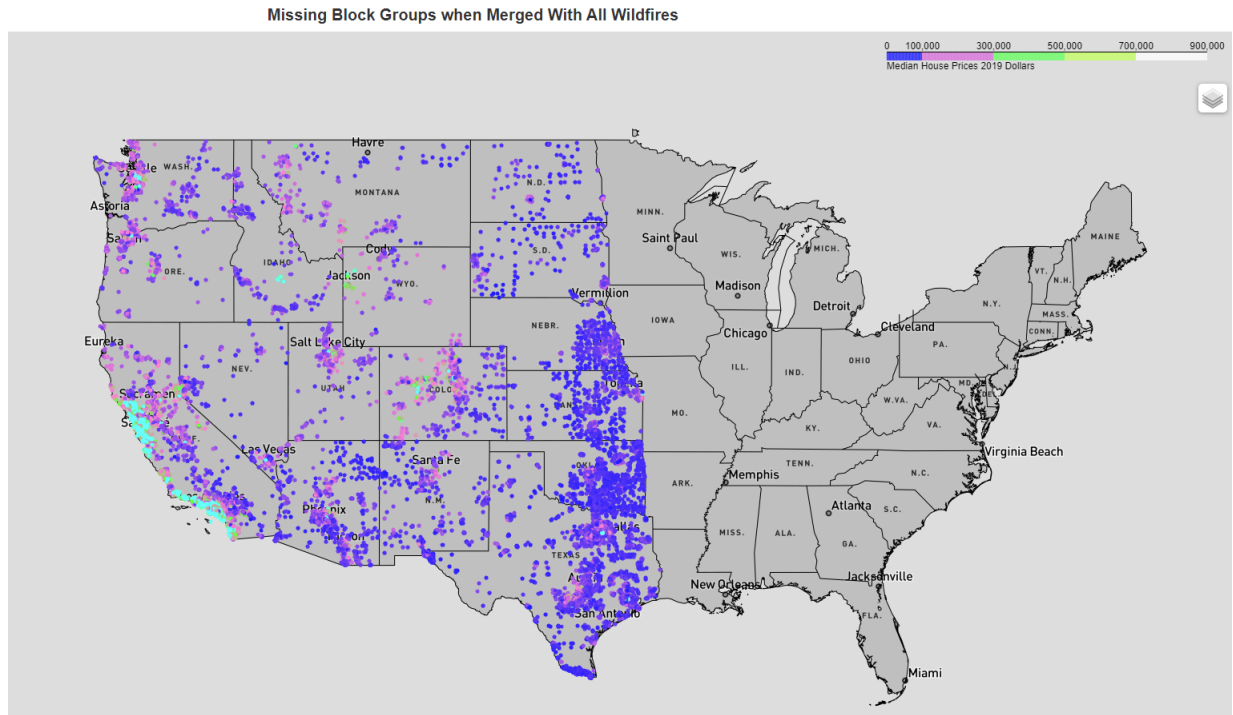 Missing Block Groups when Merged With All Wildfires
0 100,000 300,000 500,000 700,000 900,000
Median House Prices 2019 Dollars
Havre
WASH.
MONTANA
N.D.
MINN.
MAINE
Astoria
Saint Paul
Cody
S.D.
WIS.
MICH.
VT.
N.H.
ORE.
IDAHO
Jackson
WYO.
Madison
Vermillion
N.Y.
MASS.
Detroit
NEBR.
IOWA
Chicago
Cleveland
CONN.
Eureka
Salt Lake City
PA.
NEV.
UTAH
COLO.
ILL.
IND.
OHIO
MD.
DEL.
W.VA.
VA.
MO.
KY.
Las Vegas
Santa Fe
Virginia Beach
N.M.
OKLA.
ARK.
Memphis
TENN.
N.C.
S.C.
Atlanta
MISS.
ALA.
GA.
TEXAS
New Orleans
Jacksonville
San Antonio
FLA.
Miami